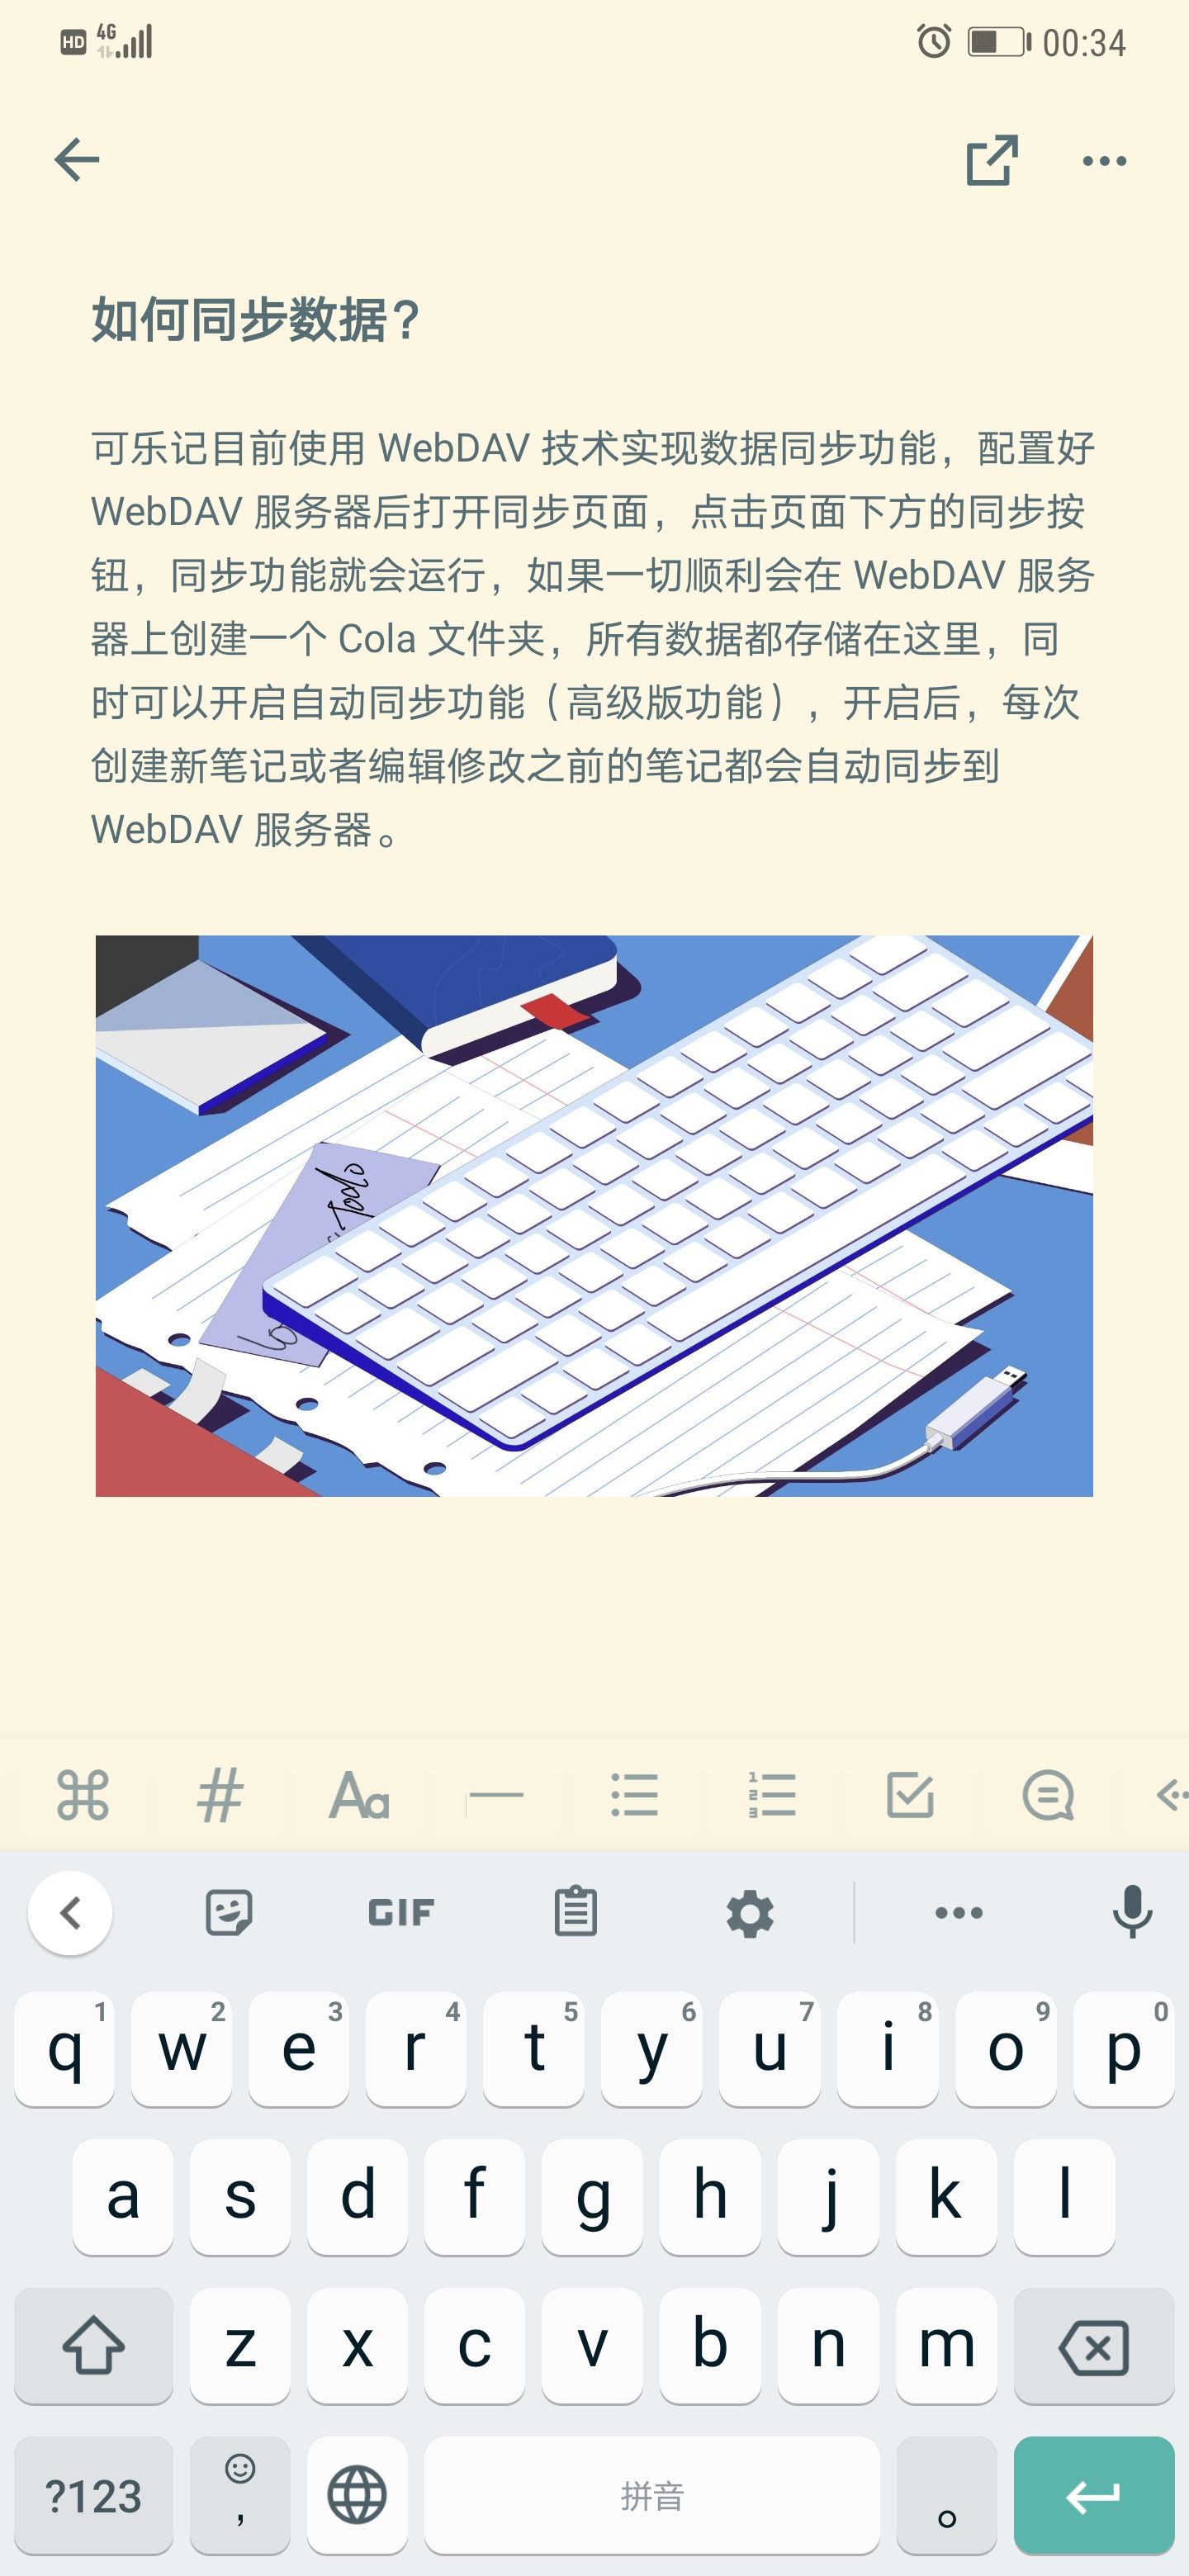 HD 4G 00:34
如何同步数据？
可乐记目前使用 WebDAV 技术实现数据同步功能，配置好
WebDAV 服务器后打开同步页面，点击页面下方的同步按
钮，同步功能就会运行，如果一切顺利会在 WebDAV 服务
器上创建一个 Cola 文件夹，所有数据都存储在这里，同
时可以开启自动同步功能（高级版功能），开启后，每次
创建新笔记或者编辑修改之前的笔记都会自动同步到
WebDAV 服务器。
Todo
# Aa 1 2 3
GIF
q 1 w 2 e 3 r 4 t 5 y 6 u 7 i 8 o 9 p 0
a s d f g h j k l
z x c v b n m
?123 , 拼音 。